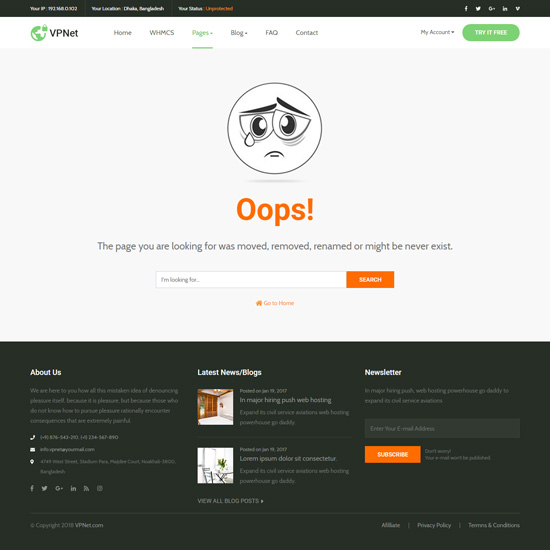 Your IP : 192.168.0.102
Your Location : Dhaka, Bangladesh
Your Status : Unprotected
VPNet
Home
WHMCS
Pages
Blog
FAQ
Contact
My Account
TRY IT FREE
Oops!
The page you are looking for was moved, removed, renamed or might be never exist.
I'm looking for...
SEARCH
Go to Home
About Us
We are here to you how all this mistaken idea of denouncing
pleasure itself, because it is pleasure, but because those who
do not know how to pursue pleasure rationally encounter
consequences that are extremely painful.
(+9) 876-543-210, (+1) 234-567-890
info.vpnet@yourmail.com
4749 West Street, Stadium Para, Maijdee Court, Noakhali-3800,
Bangladesh
Latest News/Blogs
Posted on Jan 19, 2017
In major hiring push web hosting
Expand its civil service aviations web hosting
powerhouse go daddy.
Posted on Jan 19, 2017
Lorem ipsum dolor sit consectetur.
Expand its civil service aviations web hosting
powerhouse go daddy.
VIEW ALL BLOG POSTS
Newsletter
In major hiring push, web hosting powerhouse go daddy to
expand its civil service aviations
Enter Your E-mail Address
SUBSCRIBE
Don't worry!
Your e-mail won't be published.
© Copyright 2018 VPNet.com
Afilliate | Privacy Policy | Temrns & Conditions